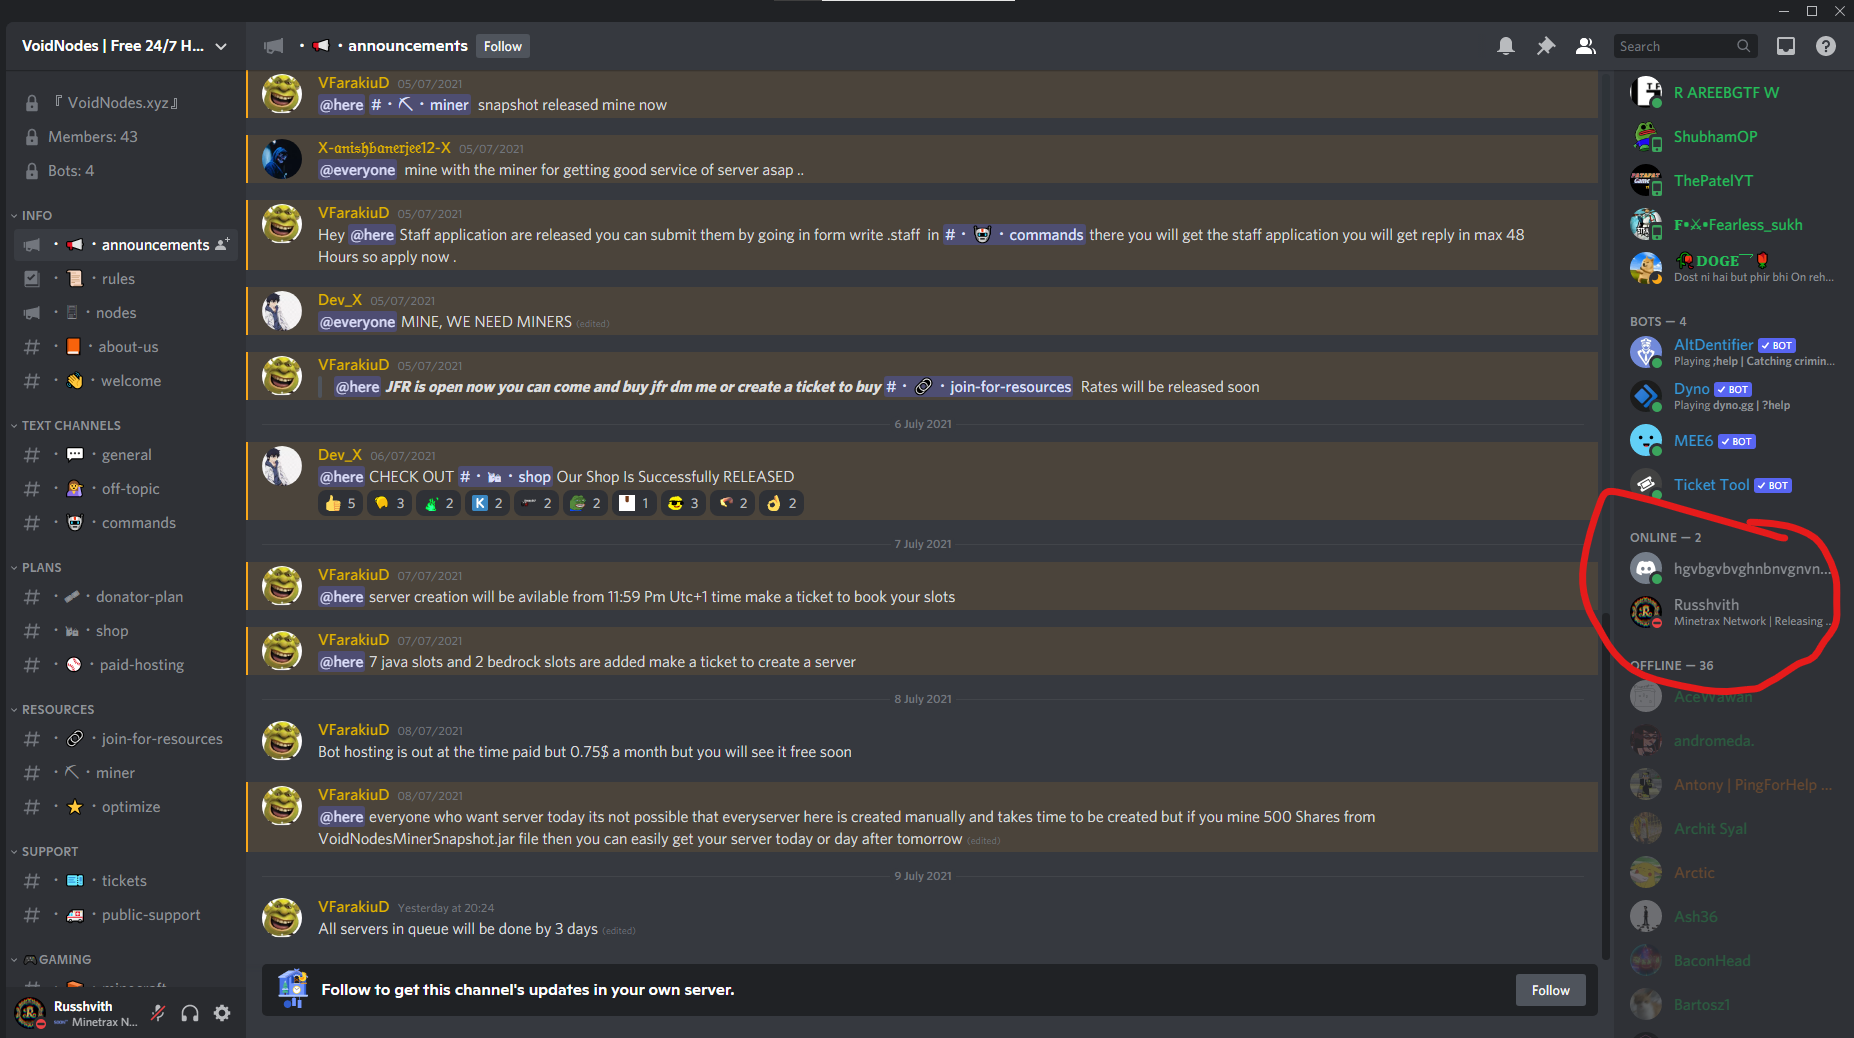 VoidNodes | Free 24/7 H...
『 VoidNodes.xyz 』
Members: 43
Bots: 4
INFO
announcements
rules
nodes
about-us
welcome
TEXT CHANNELS
general
off-topic
commands
PLANS
donator-plan
shop
paid-hosting
RESOURCES
join-for-resources
miner
optimize
SUPPORT
tickets
public-support
GAMING
Russhvith
Minetrax N...
announcements
Follow
Search
VFarakiuD 05/07/2021
@here # · miner snapshot released mine now
X-𝔞𝔫𝔦𝔰𝔥𝔟𝔞𝔫𝔢𝔯𝔧𝔢𝔢12-X 05/07/2021
@everyone mine with the miner for getting good service of server asap ..
VFarakiuD 05/07/2021
Hey @here Staff application are released you can submit them by going in form write .staff in # · commands there you will get the staff application you will get reply in max 48
Hours so apply now .
Dev_X 05/07/2021
@everyone MINE, WE NEED MINERS (edited)
VFarakiuD 05/07/2021
@here JFR is open now you can come and buy jfr dm me or create a ticket to buy # · join-for-resources Rates will be released soon
6 July 2021
Dev_X 06/07/2021
@here CHECK OUT # · shop Our Shop Is Successfully RELEASED
5 3 2 K 2 2 2 1 3 2 2
7 July 2021
VFarakiuD 07/07/2021
@here server creation will be avilable from 11:59 Pm Utc+1 time make a ticket to book your slots
VFarakiuD 07/07/2021
@here 7 java slots and 2 bedrock slots are added make a ticket to create a server
8 July 2021
VFarakiuD 08/07/2021
Bot hosting is out at the time paid but 0.75$ a month but you will see it free soon
VFarakiuD 08/07/2021
@here everyone who want server today its not possible that everyserver here is created manually and takes time to be created but if you mine 500 Shares from
VoidNodesMinerSnapshot.jar file then you can easily get your server today or day after tomorrow (edited)
9 July 2021
VFarakiuD Yesterday at 20:24
All servers in queue will be done by 3 days (edited)
Follow to get this channel's updates in your own server.
Follow
R AREEBGTF W
ShubhamOP
ThePatelYT
𝐅•⚔•Fearless_sukh
𝐃𝐎𝐆𝐄
Dost ni hai but phir bhi On reh...
BOTS — 4
AltDentifier BOT
Playing ;help | Catching crimin...
Dyno BOT
Playing dyno.gg | ?help
MEE6 BOT
Ticket Tool BOT
ONLINE — 2
hgvbgvbvghnbnvgnvn...
Russhvith
Minetrax Network | Releasing ...
OFFLINE — 36
AceWawan
andromeda.
Antony | PingForHelp ...
Archit Syal
Arctic
Ash36
BaconHead
Bartosz1